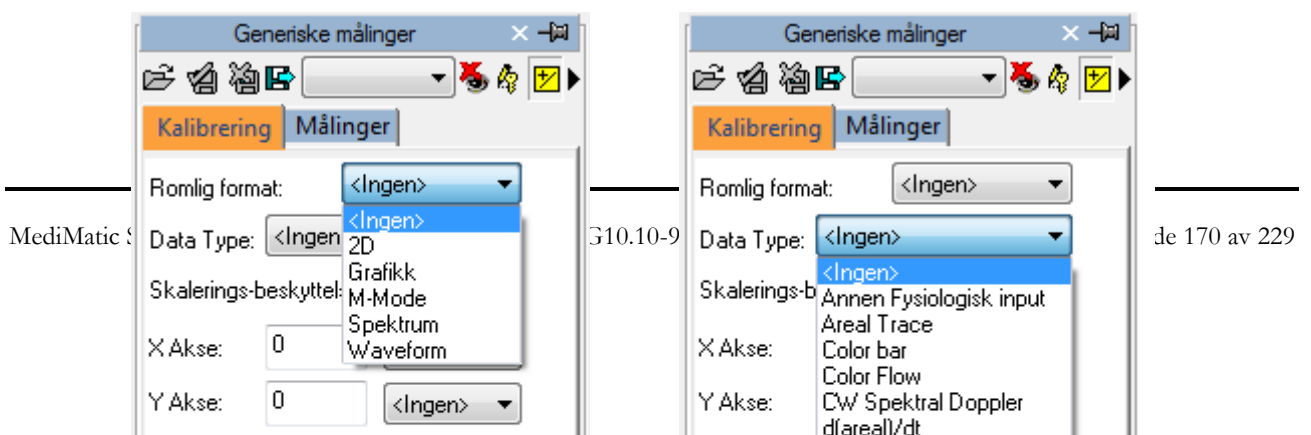 Generiske målinger
Kalibrering Målinger
Romlig format: <Ingen>
<Ingen>
2D
Grafikk
M-Mode
Spektrum
Waveform
Data Type: <Ingen
Skalerings-beskyttel
X Akse: 0
Y Akse: 0 <Ingen>
Generiske målinger
Kalibrering Målinger
Romlig format: <Ingen>
Data Type: <Ingen>
<Ingen>
Annen Fysiologisk input
Areal Trace
Color bar
Color Flow
CW Spektral Doppler
d(areal)/dt
Skalerings-b
X Akse:
Y Akse:
MediMatic G10.10-9 de 170 av 229